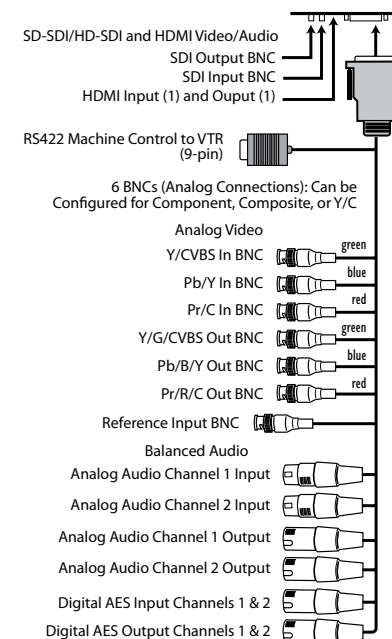 SD-SDI/HD-SDI and HDMI Video/Audio
SDI Output BNC
SDI Input BNC
HDMI Input (1) and Ouput (1)
RS422 Machine Control to VTR
(9-pin)
6 BNCs (Analog Connections): Can be
Configured for Component, Composite, or Y/C
Analog Video
Y/CVBS In BNC green
Pb/Y In BNC blue
Pr/C In BNC red
Y/G/CVBS Out BNC green
Pb/B/Y Out BNC blue
Pr/R/C Out BNC red
Reference Input BNC
Balanced Audio
Analog Audio Channel 1 Input
Analog Audio Channel 2 Input
Analog Audio Channel 1 Output
Analog Audio Channel 2 Output
Digital AES Input Channels 1 & 2
Digital AES Output Channels 1 & 2